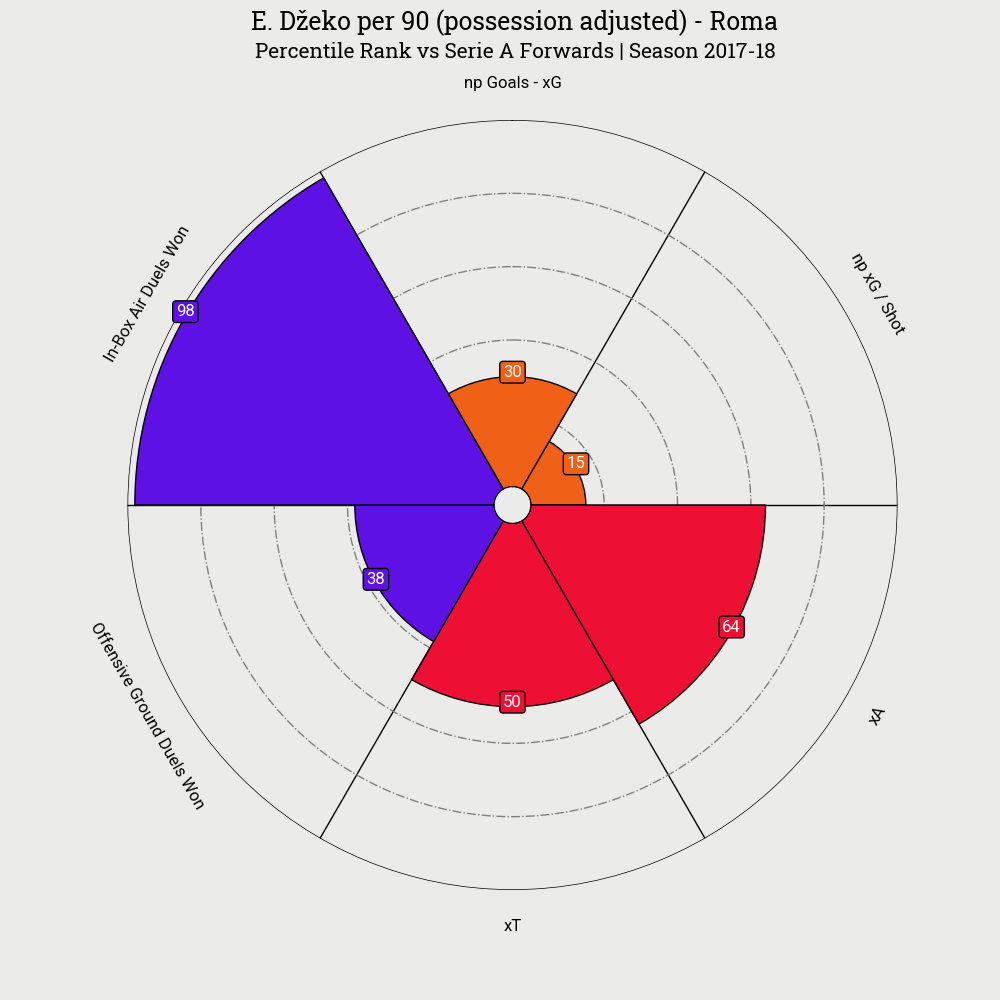 E. Džeko per 90 (possession adjusted) - Roma
Percentile Rank vs Serie A Forwards | Season 2017-18
np Goals - xG
np xG / Shot
In-Box Air Duels Won
98
30
15
38
64
50
Offensive Ground Duels Won
xA
xT